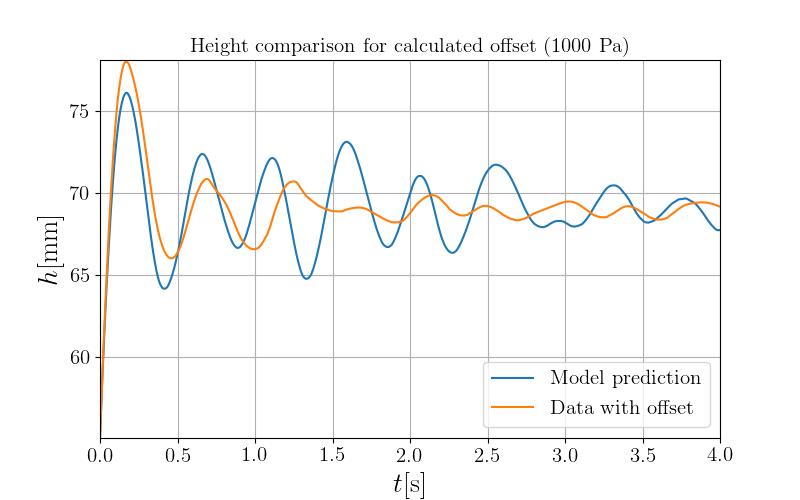 Height comparison for calculated offset (1000 Pa)
75
70
65
60
h[mm]
Model prediction
Data with offset
0.0 0.5 1.0 1.5 2.0 2.5 3.0 3.5 4.0
t[s]